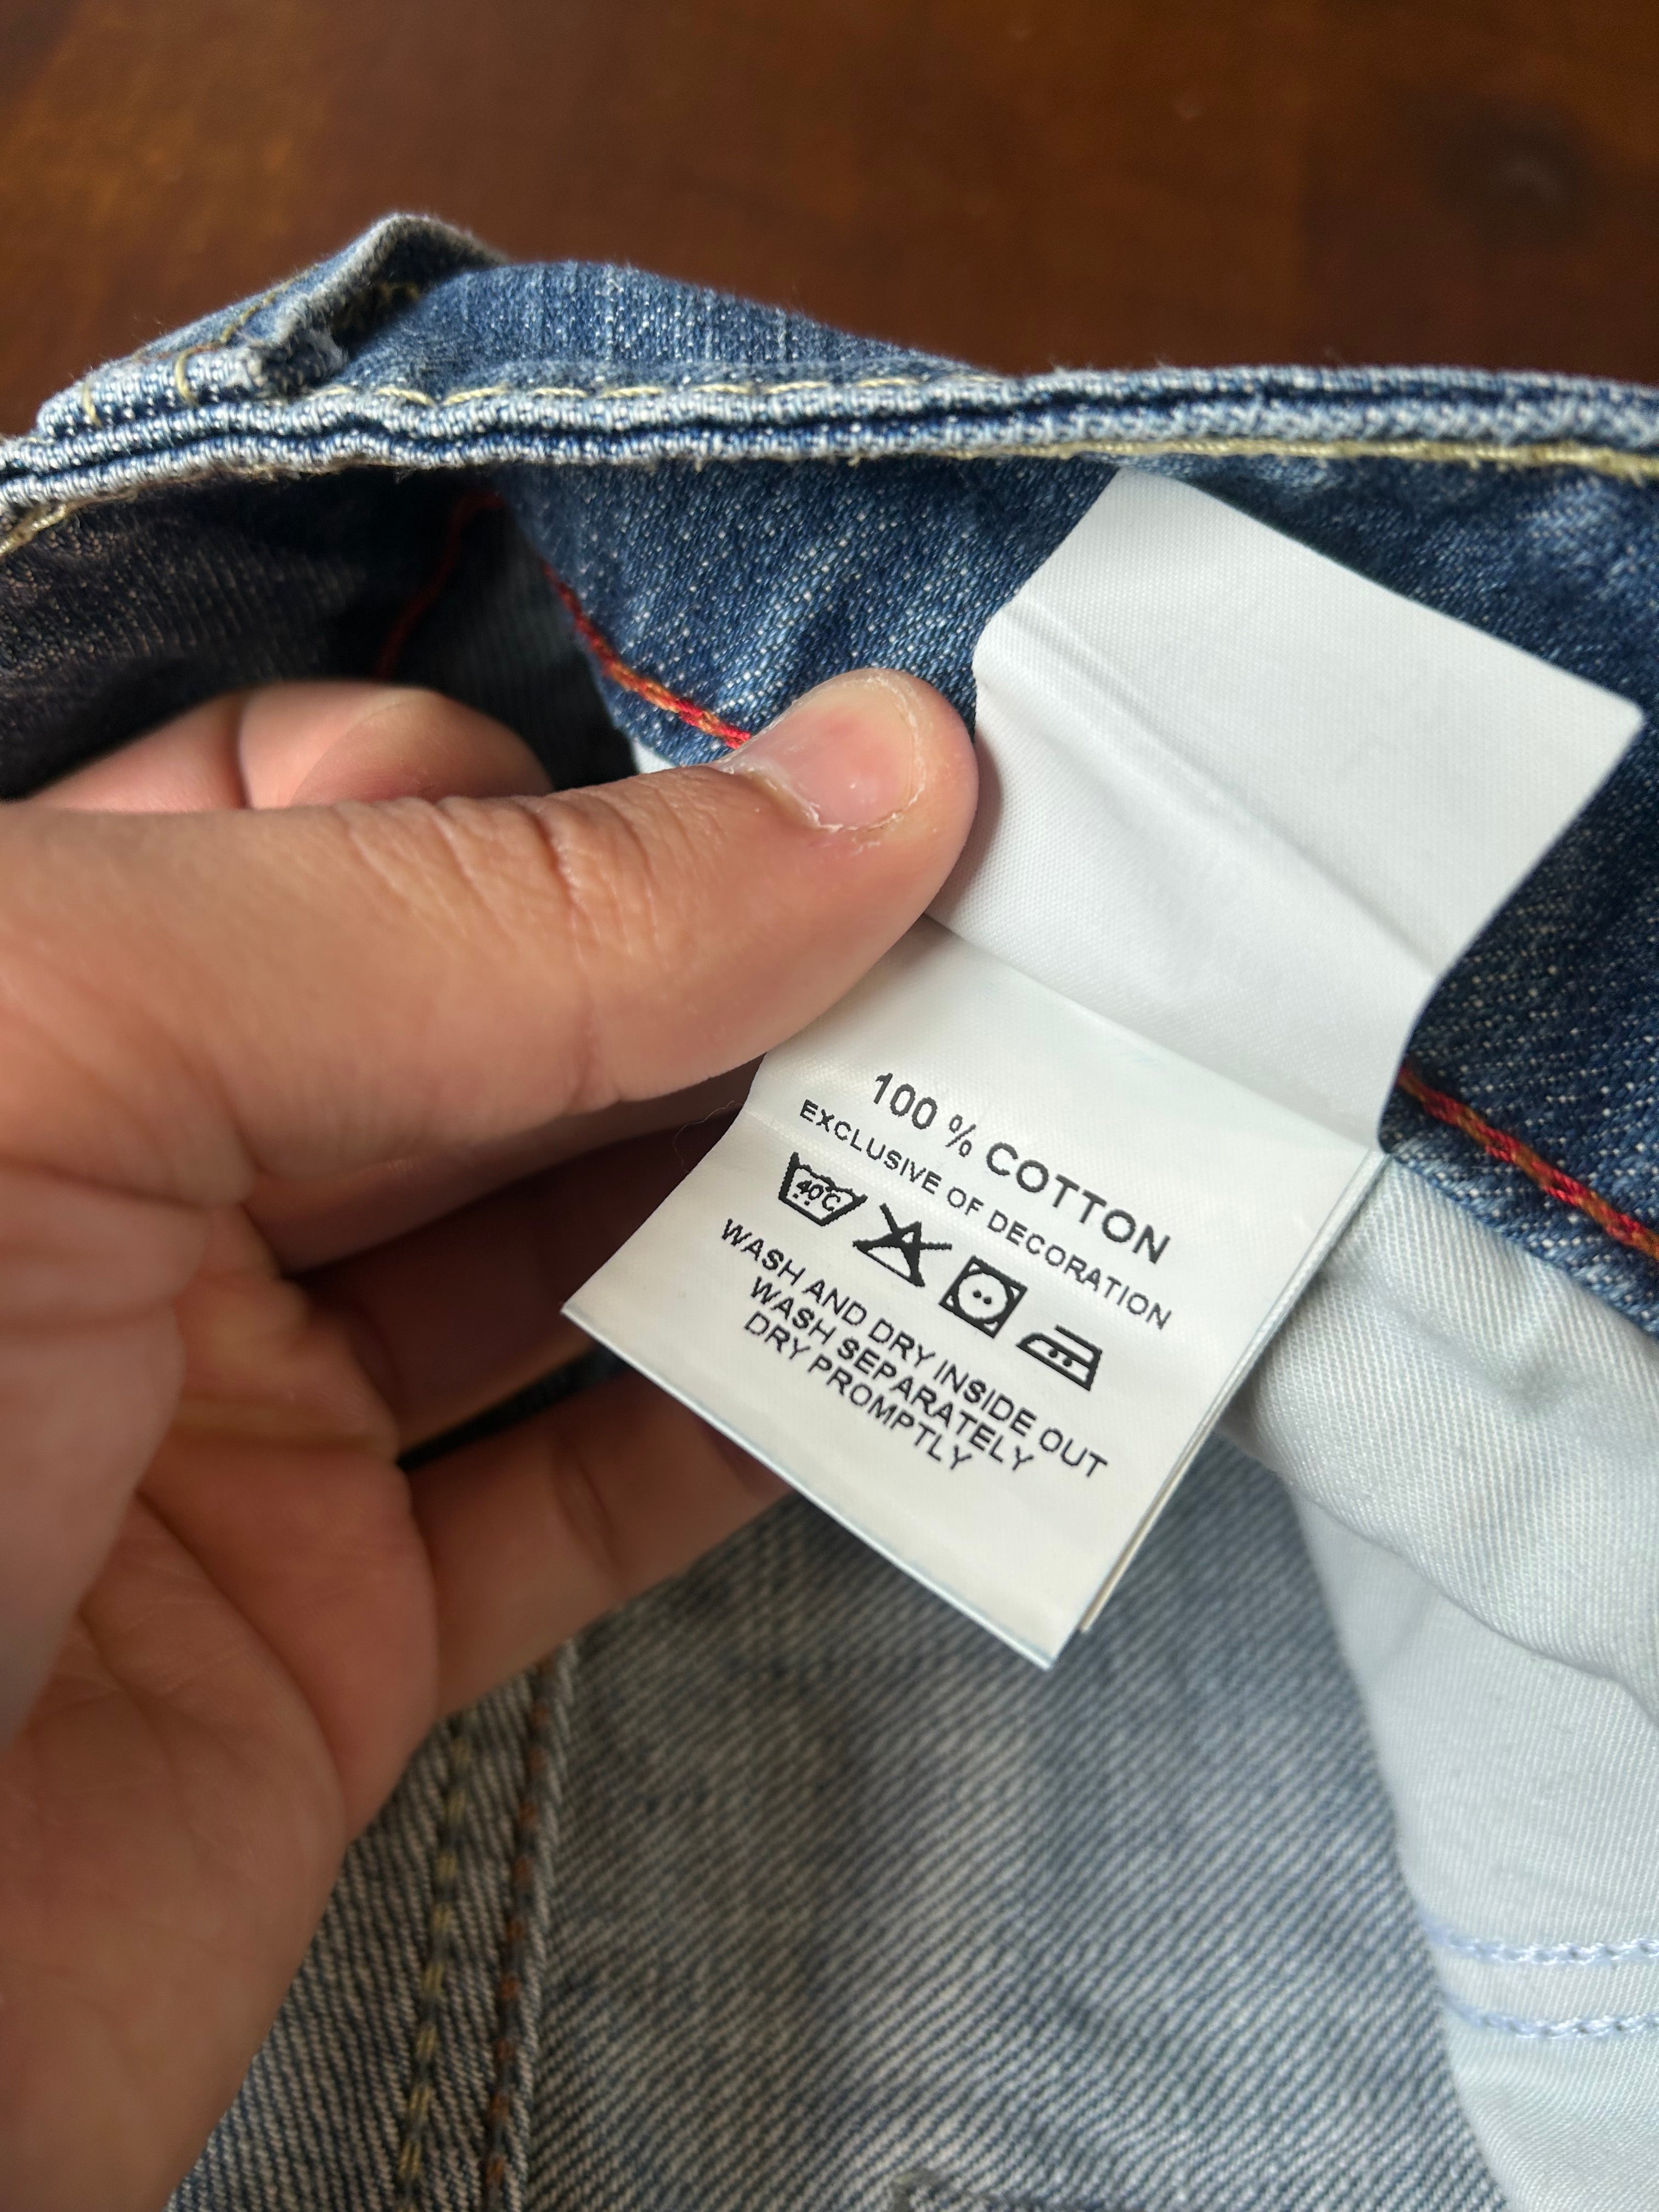 100 % COTTON
EXCLUSIVE OF DECORATION
40°C
WASH AND DRY INSIDE OUT
WASH SEPARATELY
DRY PROMPTLY